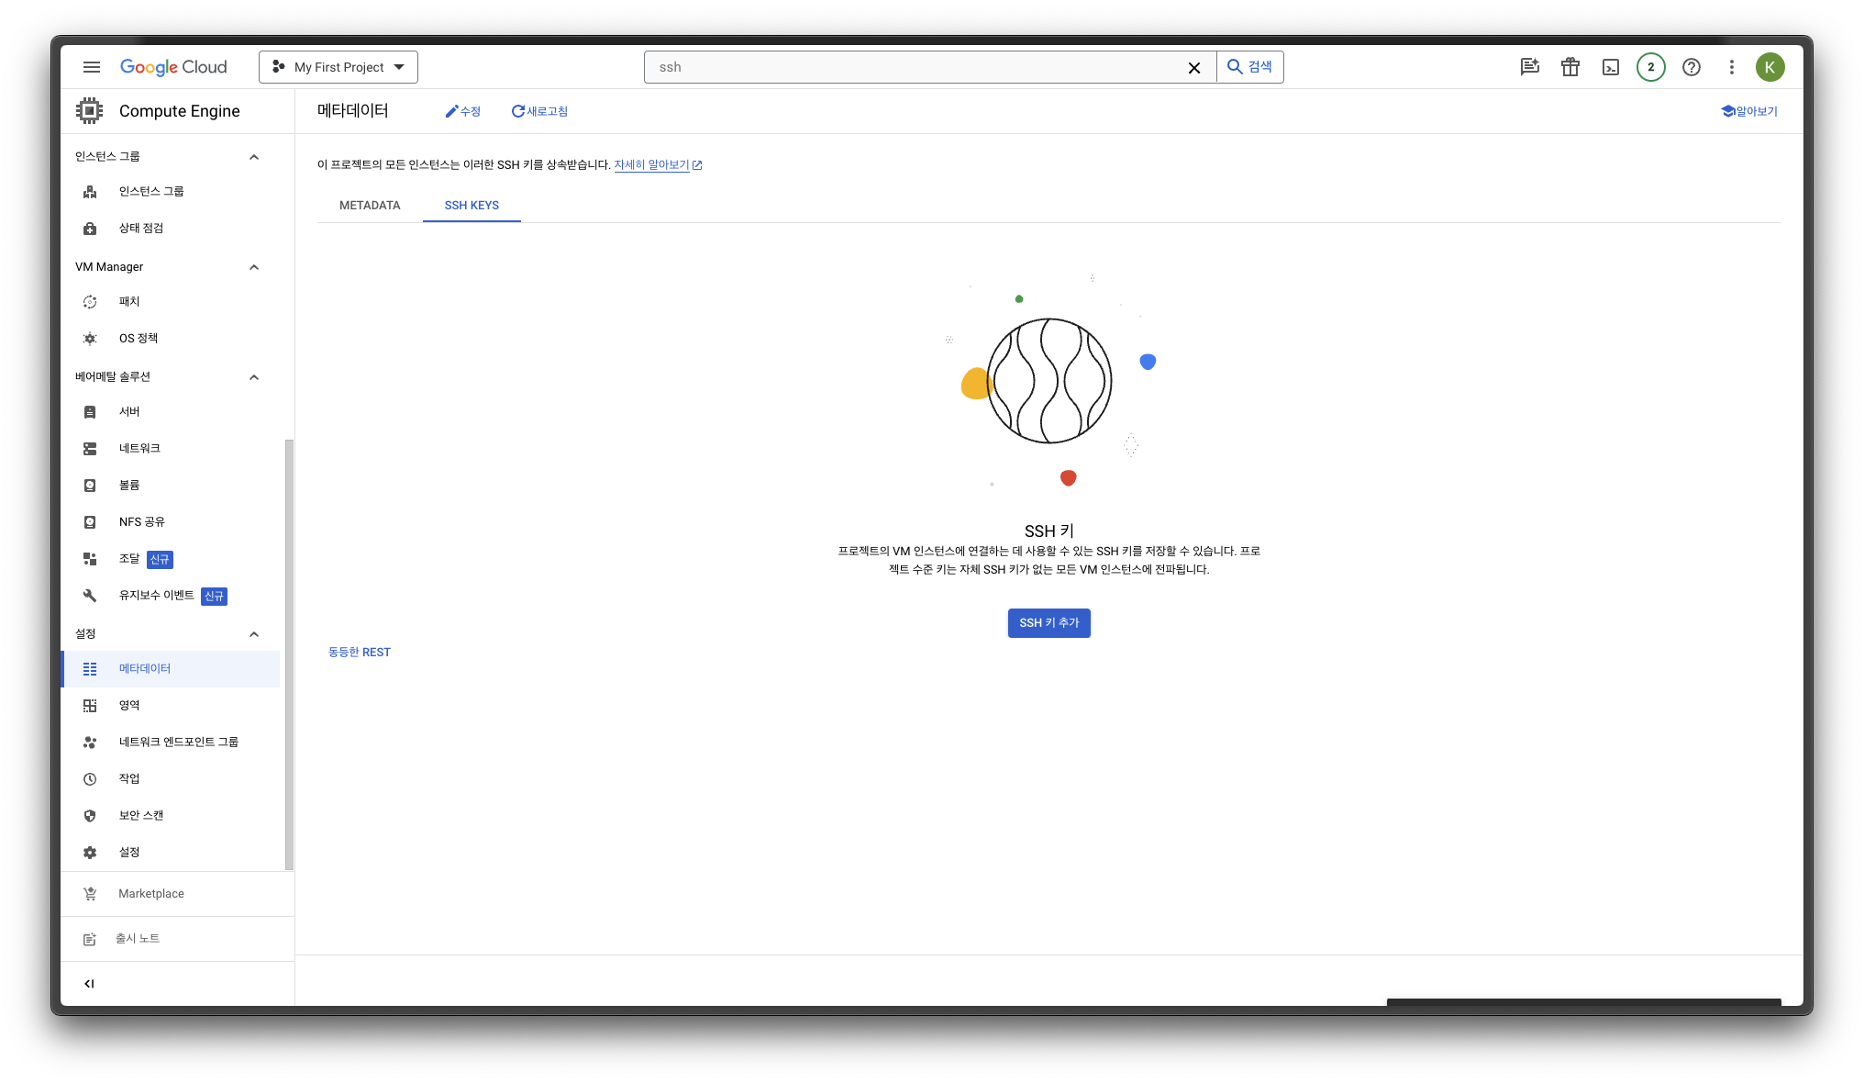 Google Cloud
My First Project
ssh
검색
2
K
Compute Engine
메타데이터
수정
새로고침
알아보기
인스턴스 그룹
인스턴스 그룹
상태 점검
VM Manager
패치
OS 정책
베어메탈 솔루션
서버
네트워크
볼륨
NFS 공유
조달 신규
유지보수 이벤트 신규
설정
메타데이터
영역
네트워크 엔드포인트 그룹
작업
보안 스캔
설정
Marketplace
출시 노트
이 프로젝트의 모든 인스턴스는 이러한 SSH 키를 상속받습니다. 자세히 알아보기
METADATA
SSH KEYS
SSH 키
프로젝트의 VM 인스턴스에 연결하는 데 사용할 수 있는 SSH 키를 저장할 수 있습니다. 프로
젝트 수준 키는 자체 SSH 키가 없는 모든 VM 인스턴스에 전파됩니다.
SSH 키 추가
동등한 REST